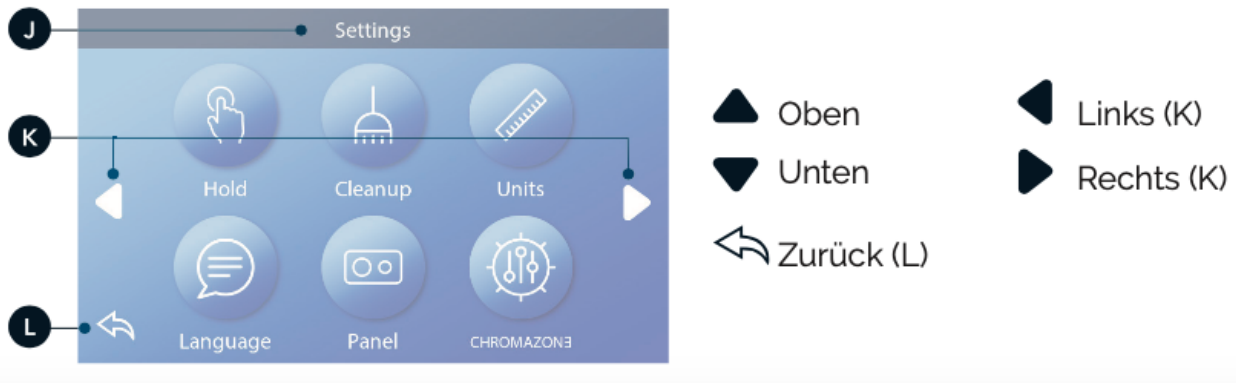 J
Settings
K
Hold
Cleanup
Units
Language
Panel
CHROMAZONƎ
L
Oben
Links (K)
Unten
Rechts (K)
Zurück (L)